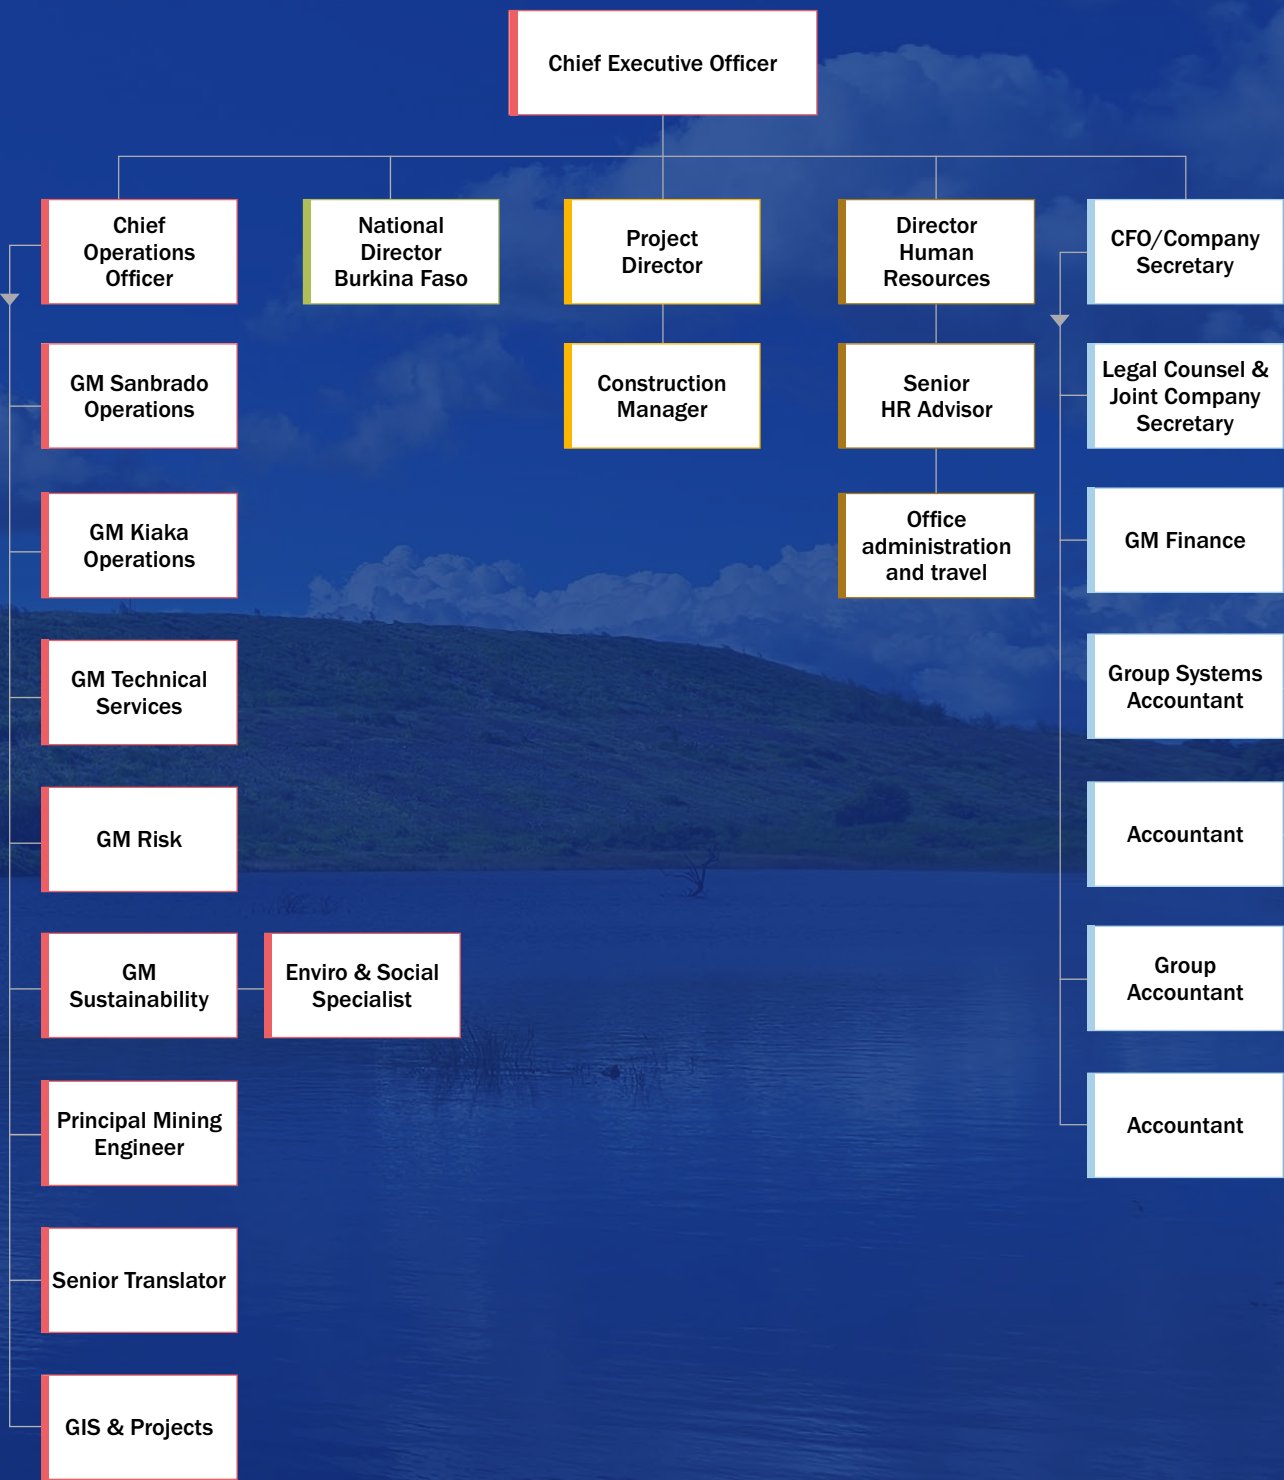 Chief Executive Officer
Chief
Operations
Officer
National
Director
Burkina Faso
Project
Director
Director
Human
Resources
CFO/Company
Secretary
GM Sanbrado
Operations
Construction
Manager
Senior
HR Advisor
Legal Counsel &
Joint Company
Secretary
GM Kiaka
Operations
Office
administration
and travel
GM Finance
GM Technical
Services
Group Systems
Accountant
GM Risk
Accountant
GM
Sustainability
Enviro & Social
Specialist
Group
Accountant
Principal Mining
Engineer
Accountant
Senior Translator
GIS & Projects